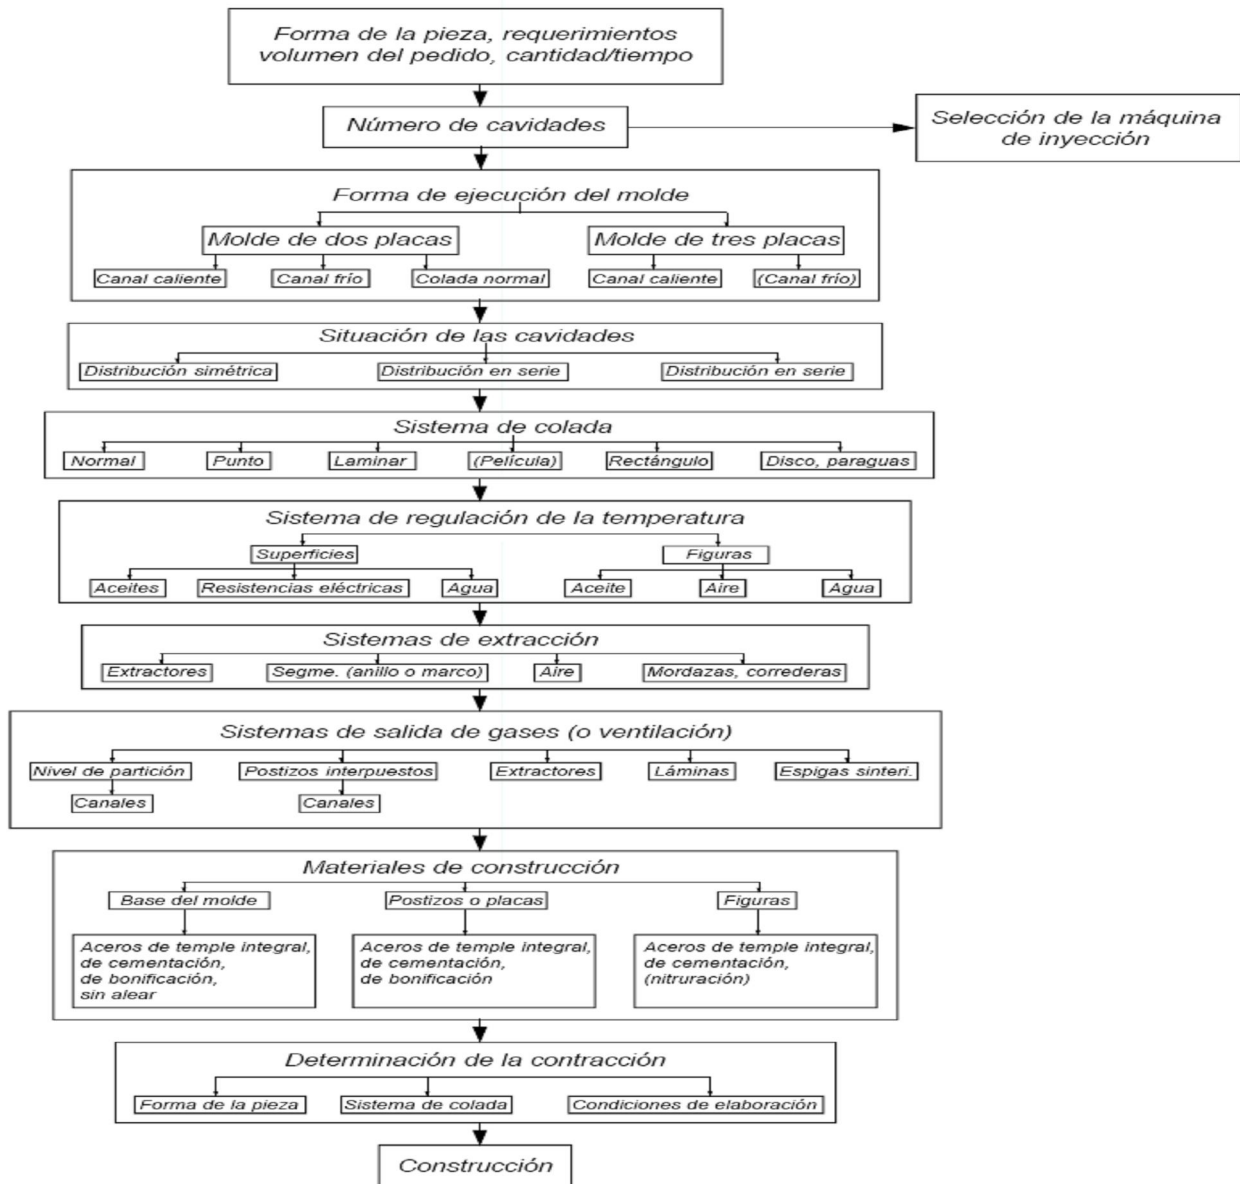 Forma de la pieza, requerimientos
volumen del pedido, cantidad/tiempo
Número de cavidades
Selección de la máquina
de inyección
Forma de ejecución del molde
Molde de dos placas
Molde de tres placas
Canal caliente
Canal frío
Colada normal
Canal caliente
(Canal frío)
Situación de las cavidades
Distribución simétrica
Distribución en serie
Distribución en serie
Sistema de colada
Normal
Punto
Laminar
(Película)
Rectángulo
Disco, paraguas
Sistema de regulación de la temperatura
Superficies
Figuras
Aceites
Resistencias eléctricas
Agua
Aceite
Aire
Agua
Sistemas de extracción
Extractores
Segme. (anillo o marco)
Aire
Mordazas, correderas
Sistemas de salida de gases (o ventilación)
Nivel de partición
Postizos interpuestos
Extractores
Láminas
Espigas sinteri.
Canales
Canales
Materiales de construcción
Base del molde
Postizos o placas
Figuras
Aceros de temple integral,
de cementación,
de bonificación,
sin alear
Aceros de temple integral,
de cementación,
de bonificación
Aceros de temple integral,
de cementación,
(nitruración)
Determinación de la contracción
Forma de la pieza
Sistema de colada
Condiciones de elaboración
Construcción